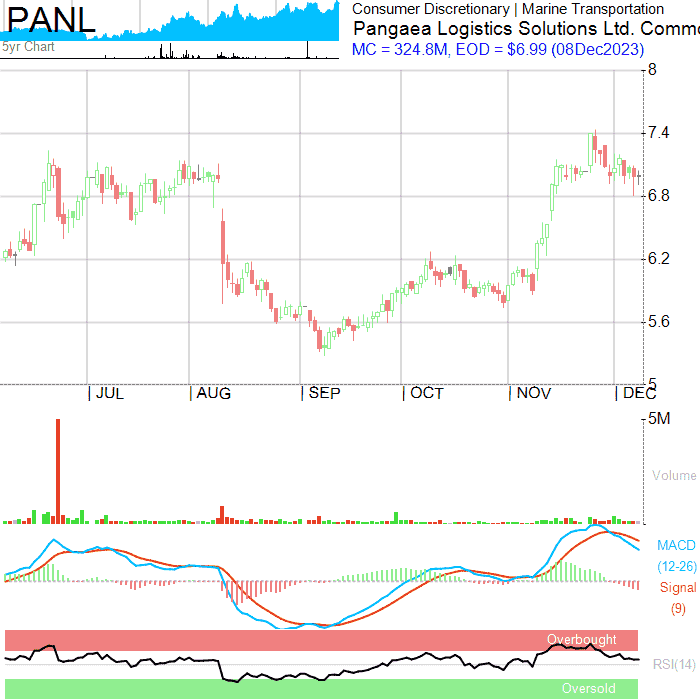 PANL
5yr Chart
Consumer Discretionary | Marine Transportation
Pangaea Logistics Solutions Ltd. Commo
MC = 324.8M, EOD = $6.99 (08Dec2023)
8
7.4
6.8
6.2
5.6
5
JUL AUG SEP OCT NOV DEC
5M
Volume
MACD
(12-26)
Signal
(9)
Overbought
RSI(14)
Oversold